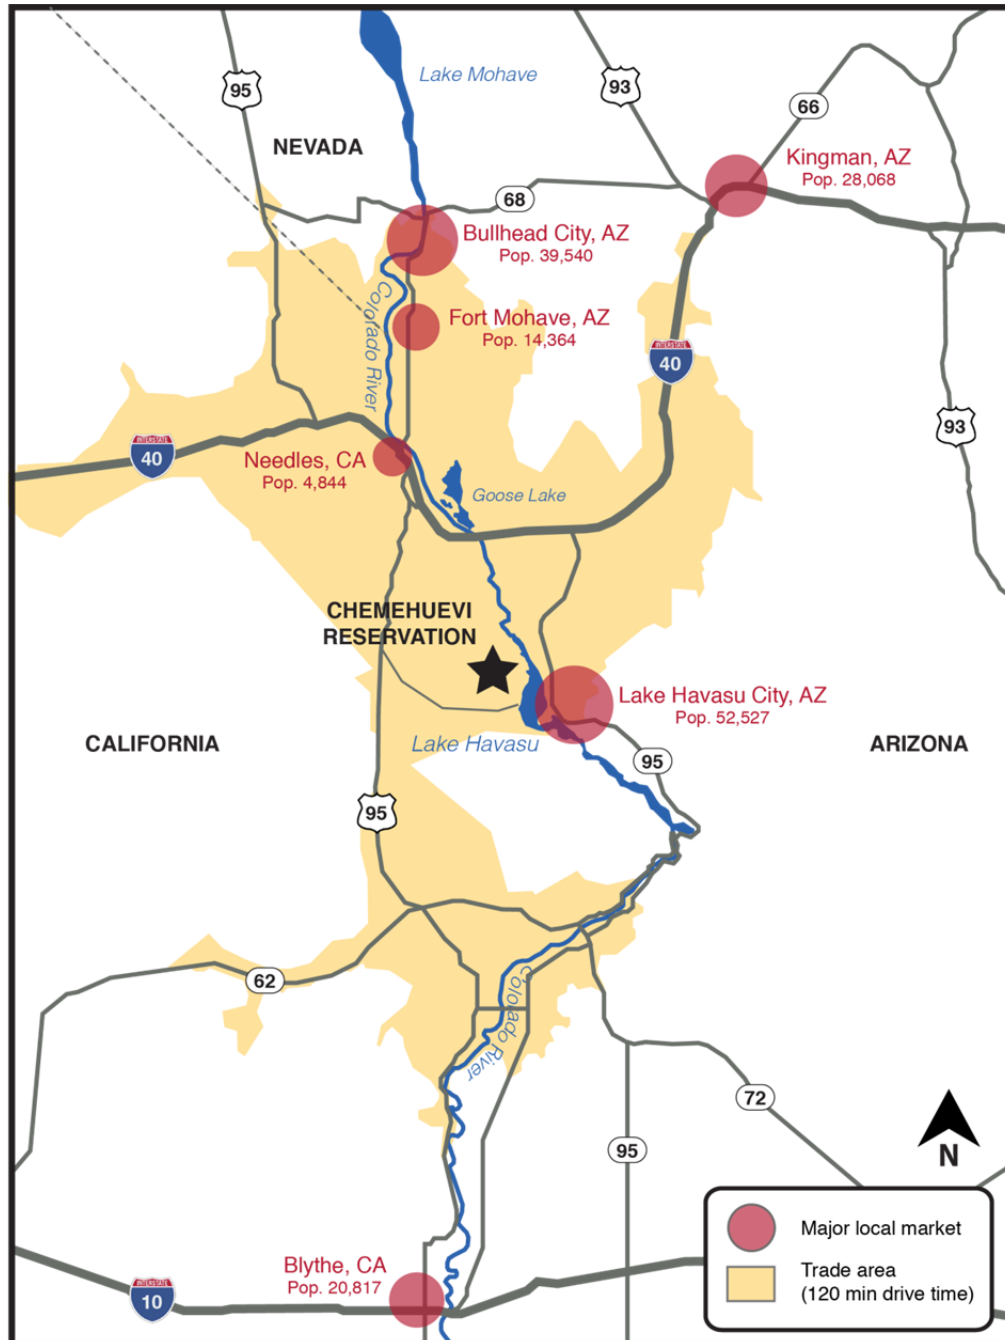 Lake Mohave
95
93
66
NEVADA
Kingman, AZ
Pop. 28,068
68
Bullhead City, AZ
Pop. 39,540
Colorado River
Fort Mohave, AZ
Pop. 14,364
INTERSTATE
40
93
INTERSTATE
40
Needles, CA
Pop. 4,844
Goose Lake
CHEMEHUEVI
RESERVATION
Lake Havasu City, AZ
Pop. 52,527
CALIFORNIA
Lake Havasu
ARIZONA
95
95
62
Colorado River
72
95
N
Major local market
Trade area
(120 min drive time)
Blythe, CA
Pop. 20,817
INTERSTATE
10